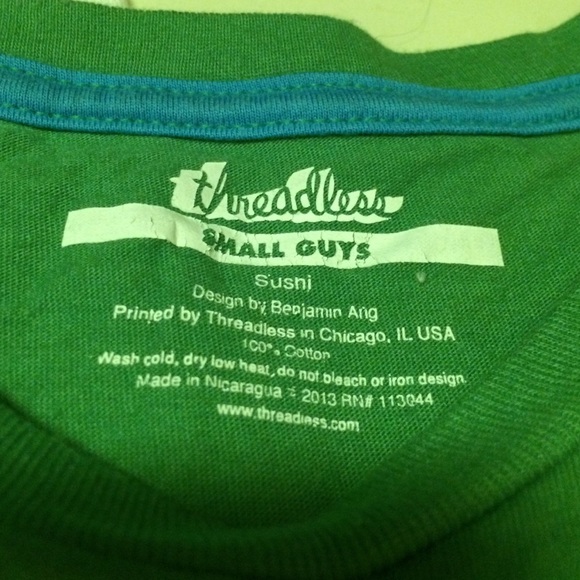 threadless
SMALL GUYS
Sushi
Design by Benjamin Ang
Printed by Threadless in Chicago, IL USA
100% Cotton
Wash cold, dry low heat, do not bleach or iron design.
Made in Nicaragua 2013 RN# 113044
www.threadless.com